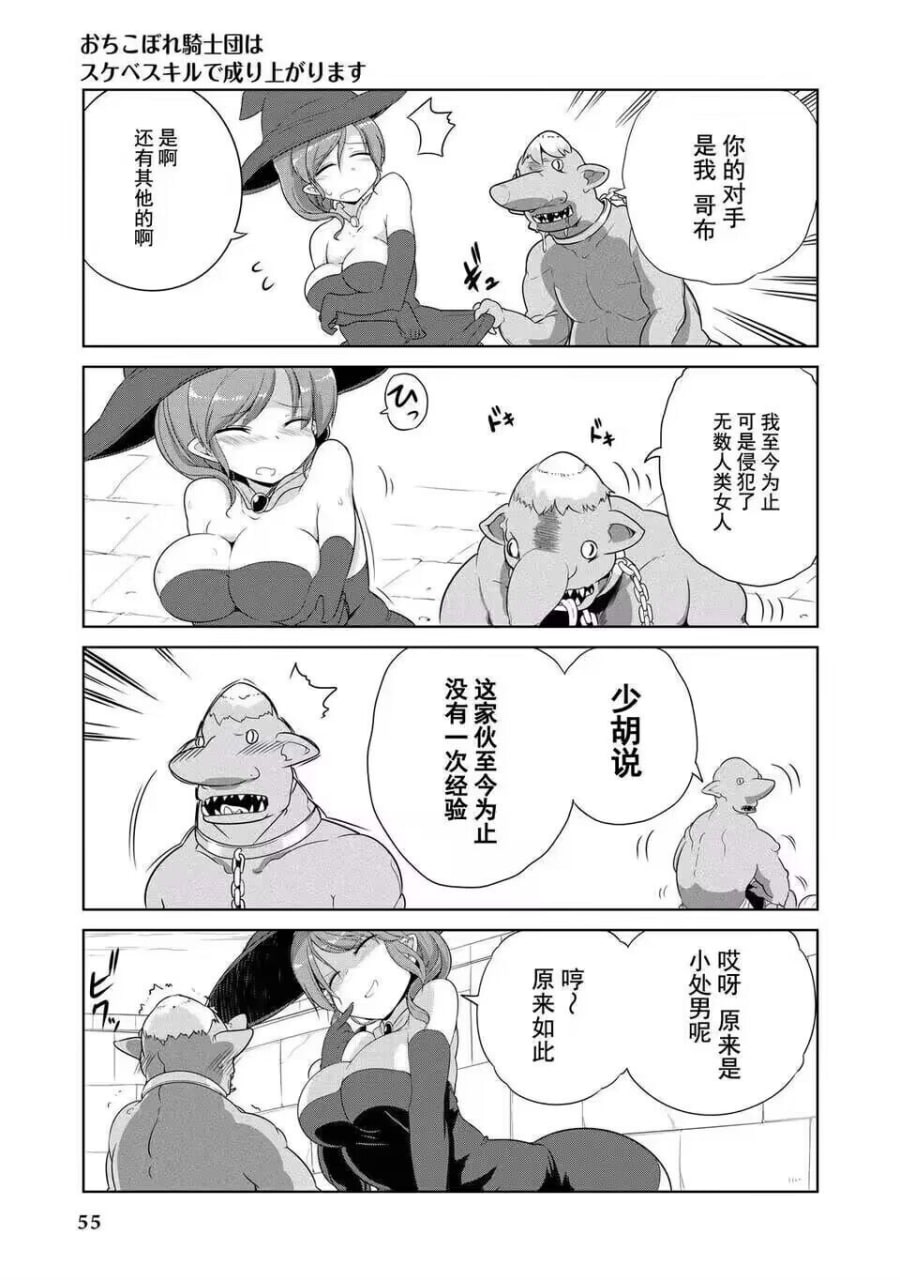 おちこぼれ騎士団は
スケベスキルで成り上がります
你的对手
是我 哥布
ギュ
是啊
还有其他的啊
我至今为止
可是侵犯了
无数人类女人
ドキ
ドキ
ひっ
少胡说
这家伙至今为止
没有一次经验
哎呀 原来是
小处男呢
哼～
原来如此
ビクッ
55